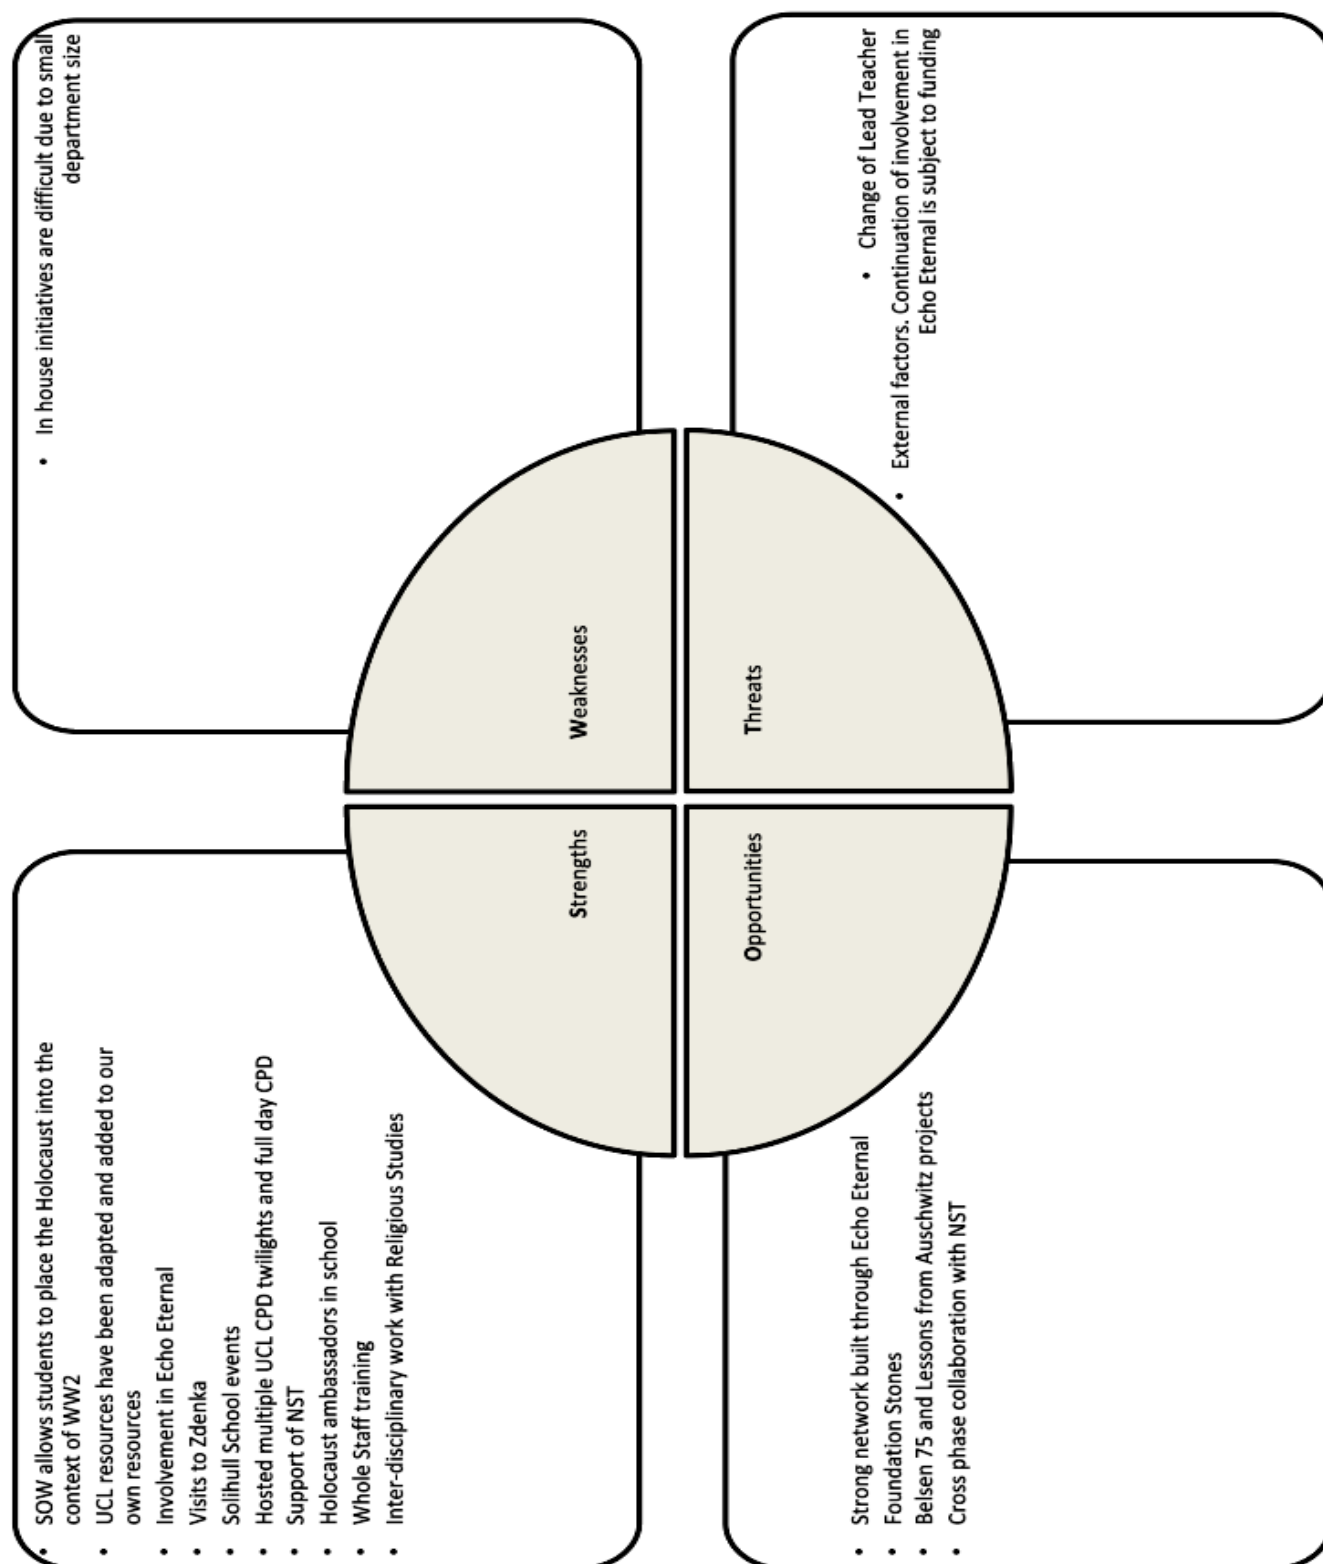 • SOW allows students to place the Holocaust into the
context of WW2
• UCL resources have been adapted and added to our
own resources
• Involvement in Echo Eternal
• Visits to Zdenka
• Solihull School events
• Hosted multiple UCL CPD twilights and full day CPD
• Support of NST
• Holocaust ambassadors in school
• Whole Staff training
• Inter-disciplinary work with Religious Studies
• In house initiatives are difficult due to small
department size
Strengths
Weaknesses
Opportunities
Threats
• Strong network built through Echo Eternal
• Foundation Stones
• Belsen 75 and Lessons from Auschwitz projects
• Cross phase collaboration with NST
• Change of Lead Teacher
• External factors. Continuation of involvement in
Echo Eternal is subject to funding